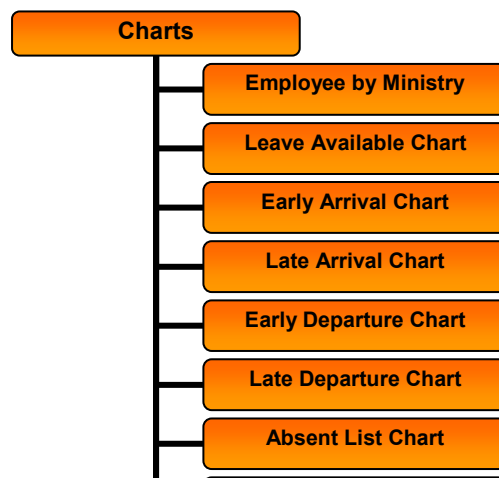 Charts
Employee by Ministry
Leave Available Chart
Early Arrival Chart
Late Arrival Chart
Early Departure Chart
Late Departure Chart
Absent List Chart